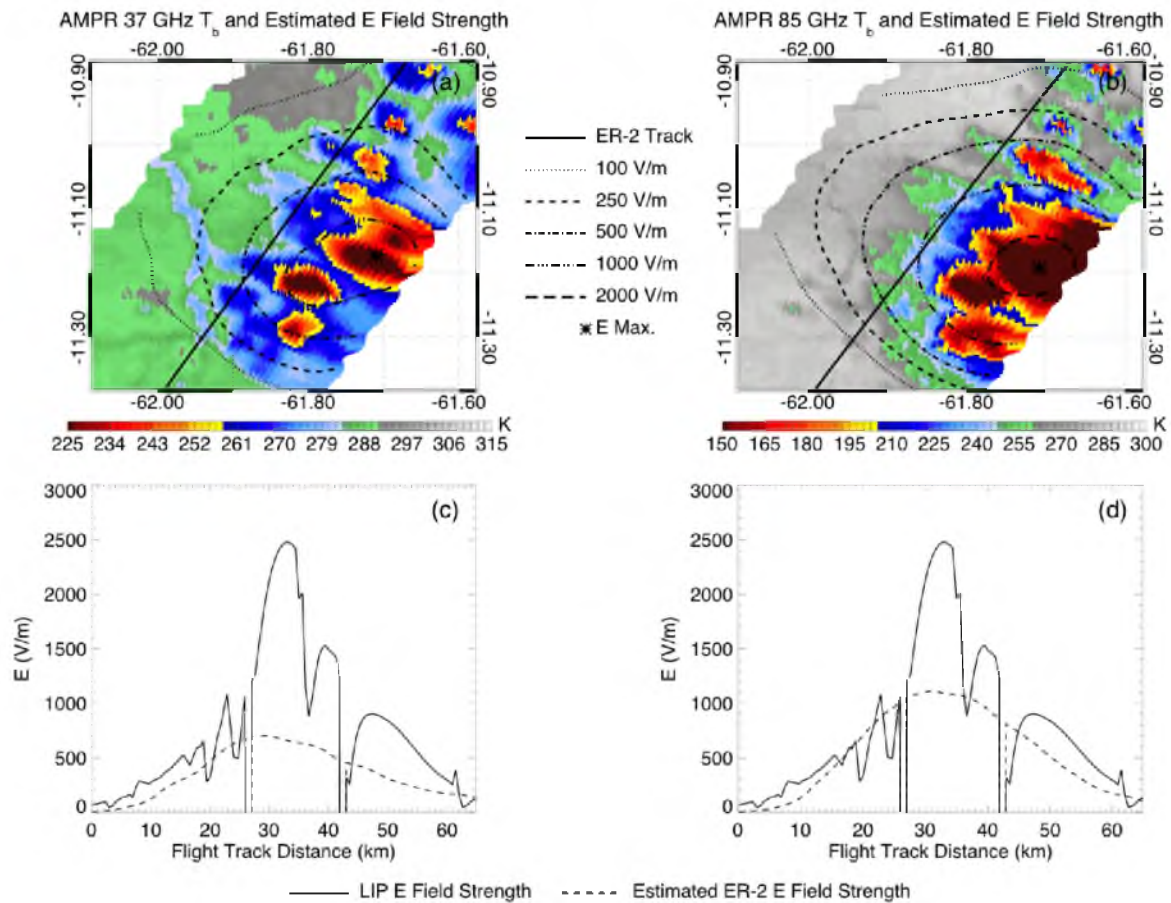 AMPR 37 GHz Tb and Estimated E Field Strength
-62.00 -61.80 -61.60
(a)
-10.90 -10.90
-11.10 -11.10
-11.30 -11.30
-62.00 -61.80 -61.60
K
225 234 243 252 261 270 279 288 297 306 315
ER-2 Track
100 V/m
250 V/m
500 V/m
1000 V/m
2000 V/m
E Max.
AMPR 85 GHz Tb and Estimated E Field Strength
-62.00 -61.80 -61.60
(b)
-10.90 -10.90
-11.10 -11.10
-11.30 -11.30
-62.00 -61.80 -61.60
K
150 165 180 195 210 225 240 255 270 285 300
(c)
E (V/m)
3000
2500
2000
1500
1000
500
0
0 10 20 30 40 50 60
Flight Track Distance (km)
(d)
E (V/m)
3000
2500
2000
1500
1000
500
0
0 10 20 30 40 50 60
Flight Track Distance (km)
LIP E Field Strength
Estimated ER-2 E Field Strength